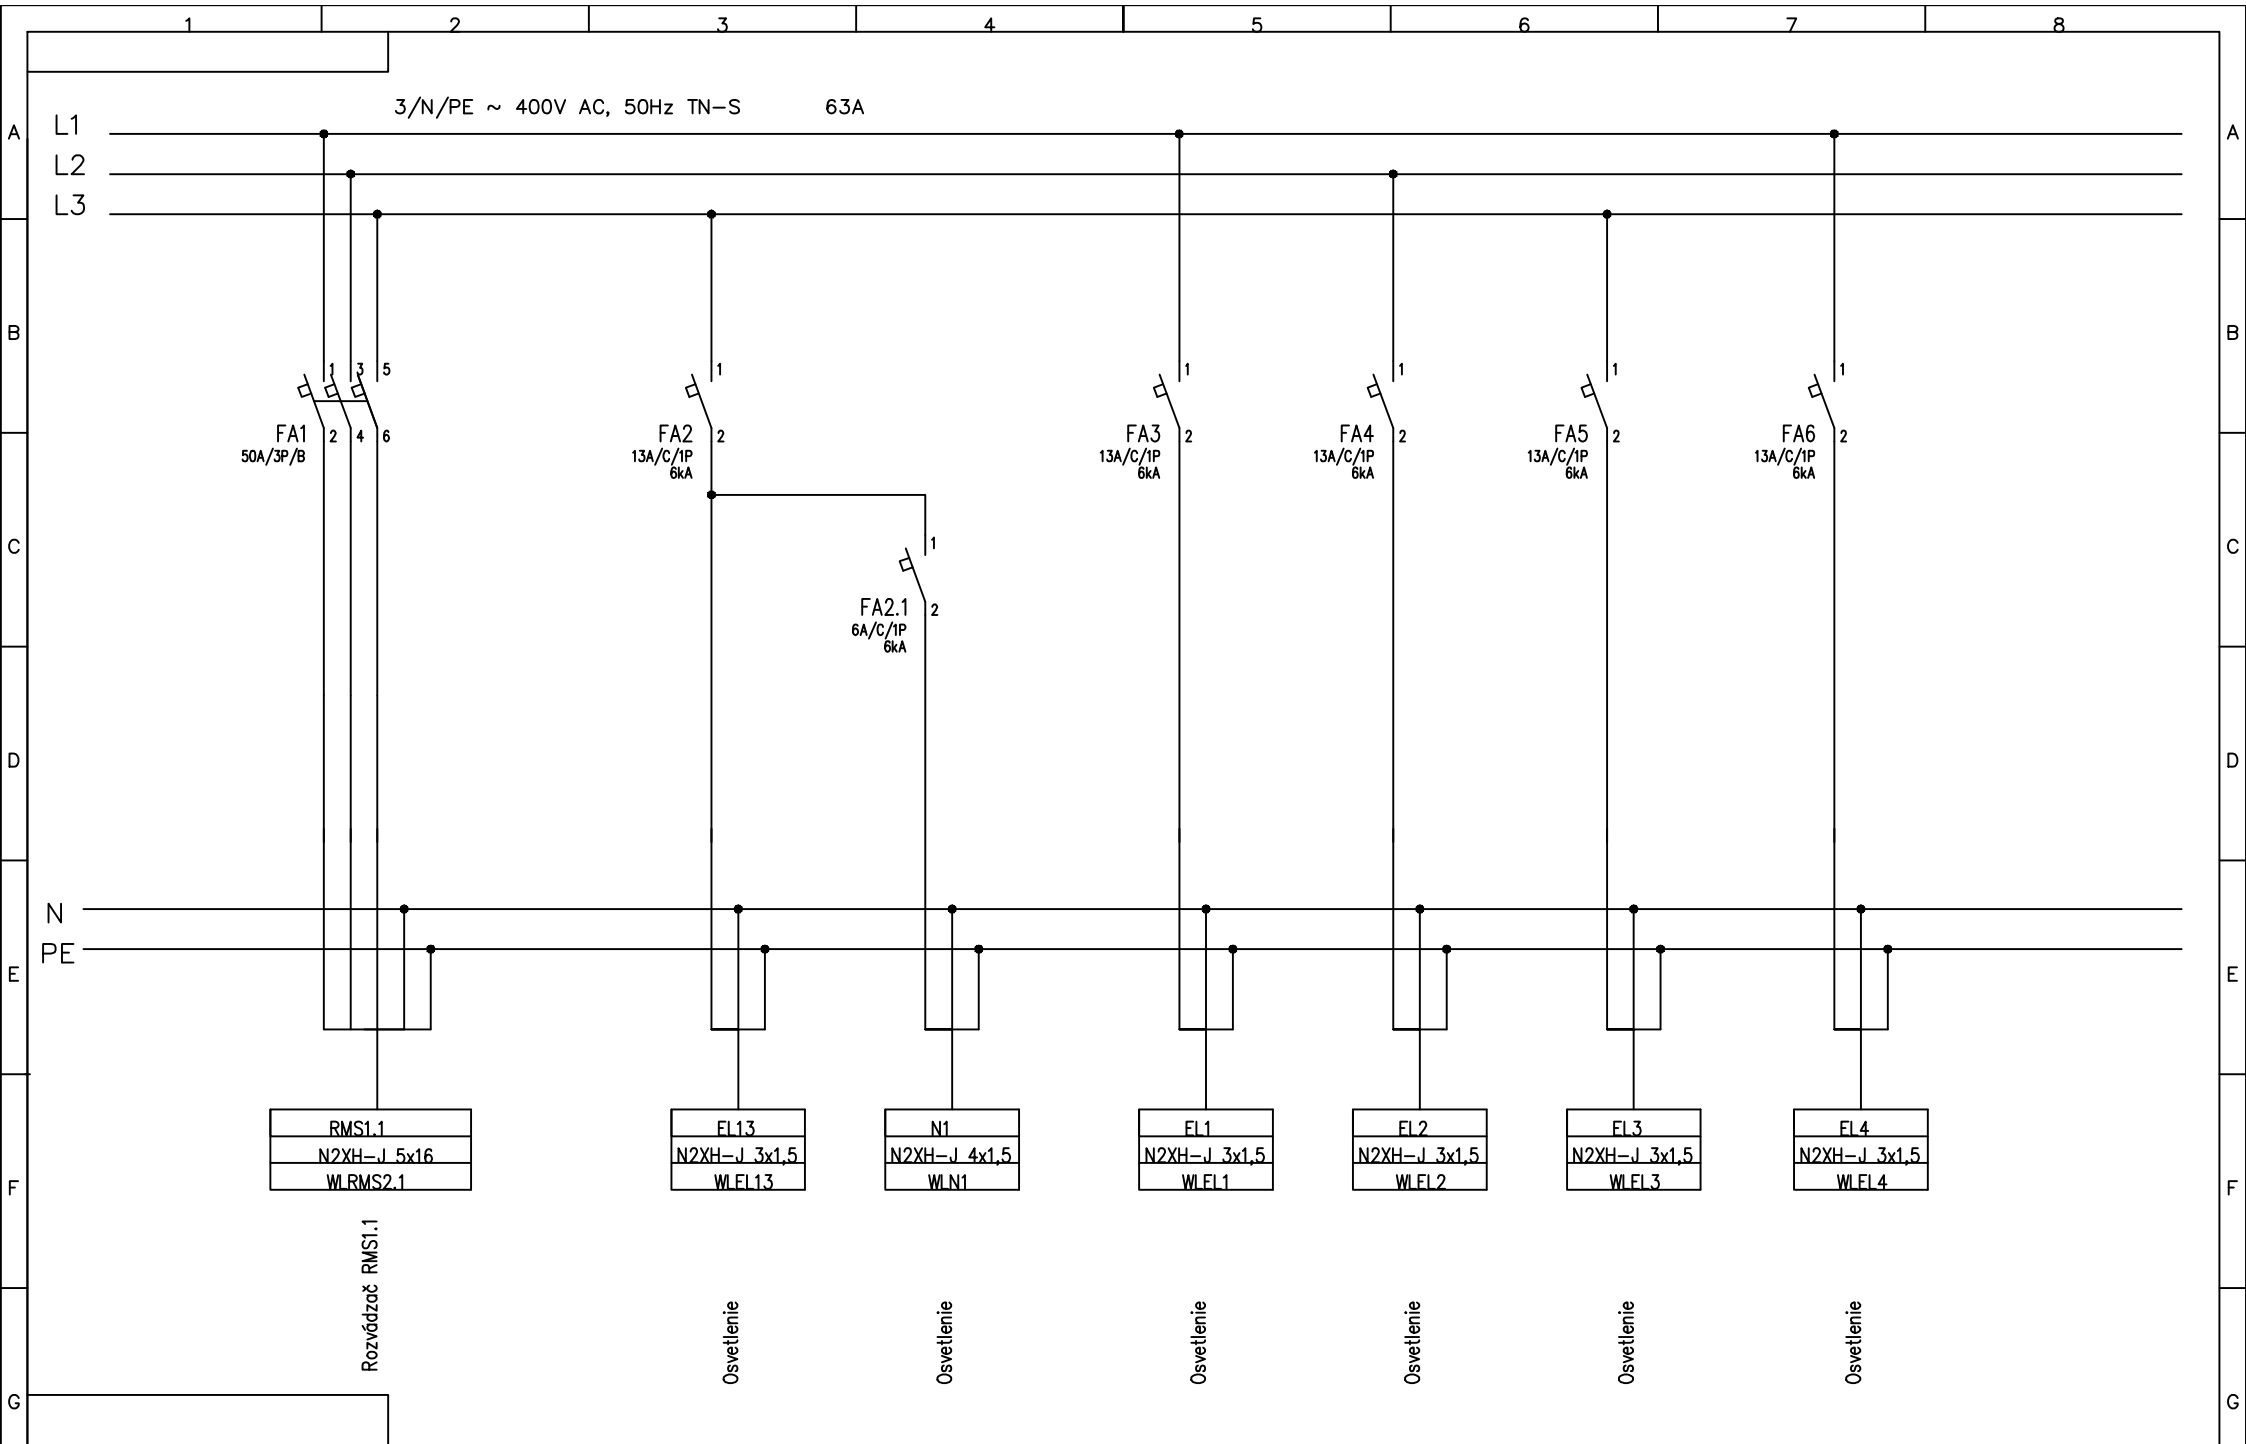 1 2 3 4 5 6 7 8
3/N/PE ~ 400V AC, 50Hz TN-S 63A
A L1 A
L2
L3
B B
1 3 5 1 1 1 1 1
FA1 2 4 6 FA2 2 FA3 2 FA4 2 FA5 2 FA6 2
50A/3P/B 13A/C/1P 13A/C/1P 13A/C/1P 13A/C/1P 13A/C/1P
6kA 6kA 6kA 6kA 6kA
C 1 C
FA2.1 2
6A/C/1P
6kA
D D
N
PE
E E
RMS1.1 EL13 N1 EL1 EL2 EL3 EL4
N2XH-J 5x16 N2XH-J 3x1,5 N2XH-J 4x1,5 N2XH-J 3x1,5 N2XH-J 3x1,5 N2XH-J 3x1,5 N2XH-J 3x1,5
WLRMS2.1 WLEL13 WLN1 WLEL1 WLEL2 WLEL3 WLEL4
F F
Rozvádzač RMS1.1
Osvetlenie
Osvetlenie
Osvetlenie
Osvetlenie
Osvetlenie
Osvetlenie
G G